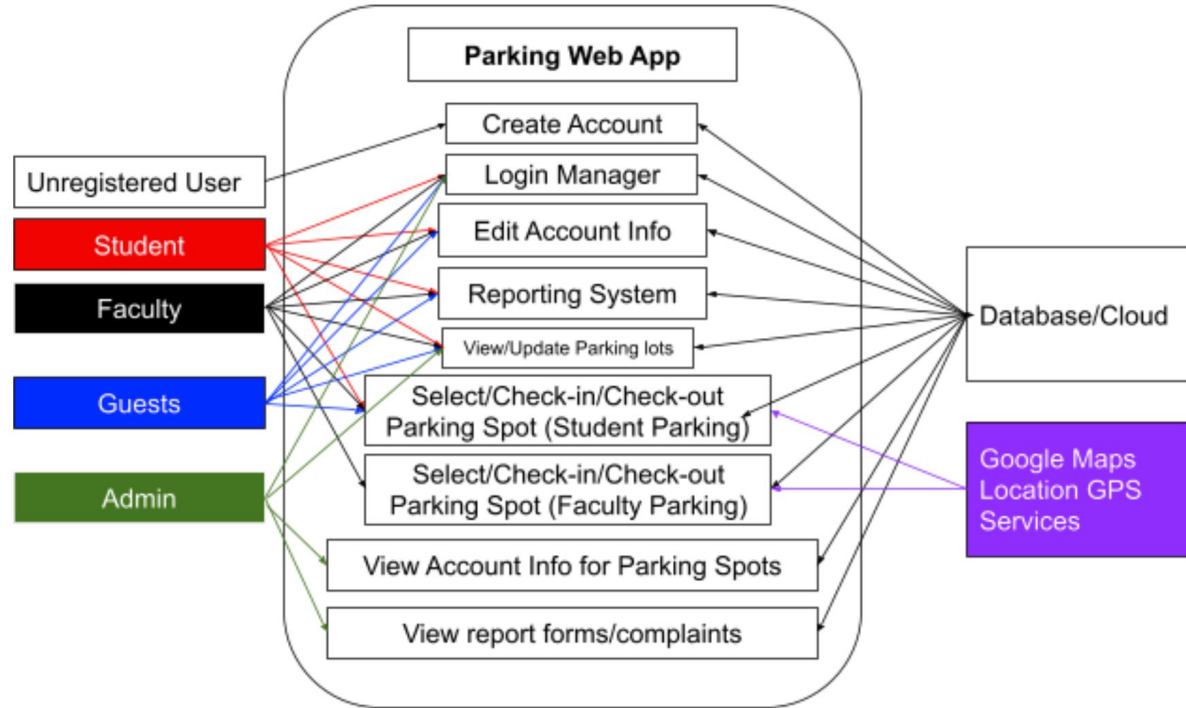 Parking Web App
Create Account
Login Manager
Edit Account Info
Reporting System
View/Update Parking lots
Select/Check-in/Check-out
Parking Spot (Student Parking)
Select/Check-in/Check-out
Parking Spot (Faculty Parking)
View Account Info for Parking Spots
View report forms/complaints
Unregistered User
Student
Faculty
Guests
Admin
Database/Cloud
Google Maps
Location GPS
Services